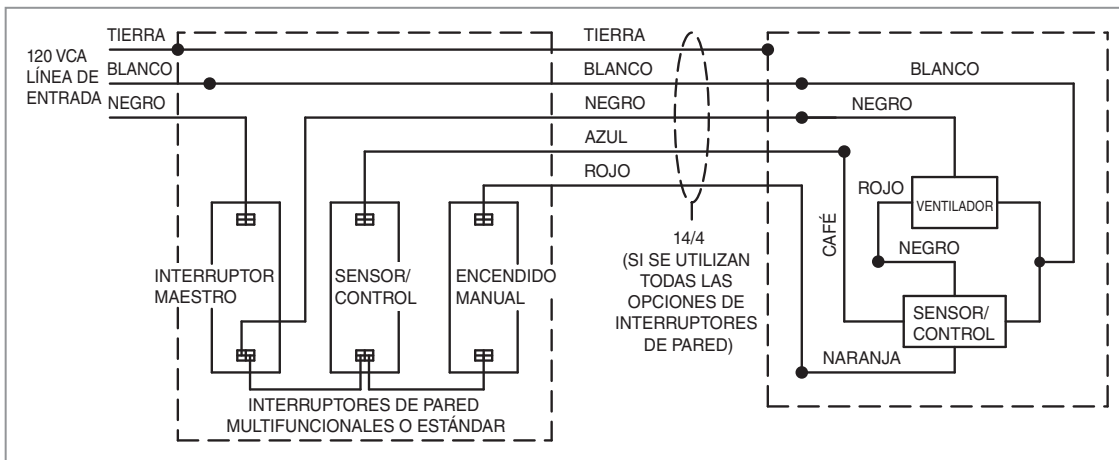 TIERRA
120 VCA
LÍNEA DE
ENTRADA
BLANCO
NEGRO
TIERRA
BLANCO
NEGRO
AZUL
ROJO
BLANCO
NEGRO
ROJO
VENTILADOR
CAFÉ
NEGRO
SENSOR/
CONTROL
NARANJA
INTERRUPTOR
MAESTRO
SENSOR/
CONTROL
ENCENDIDO
MANUAL
14/4
(SI SE UTILIZAN
TODAS LAS
OPCIONES DE
INTERRUPTORES
DE PARED)
INTERRUPTORES DE PARED
MULTIFUNCIONALES O ESTÁNDAR